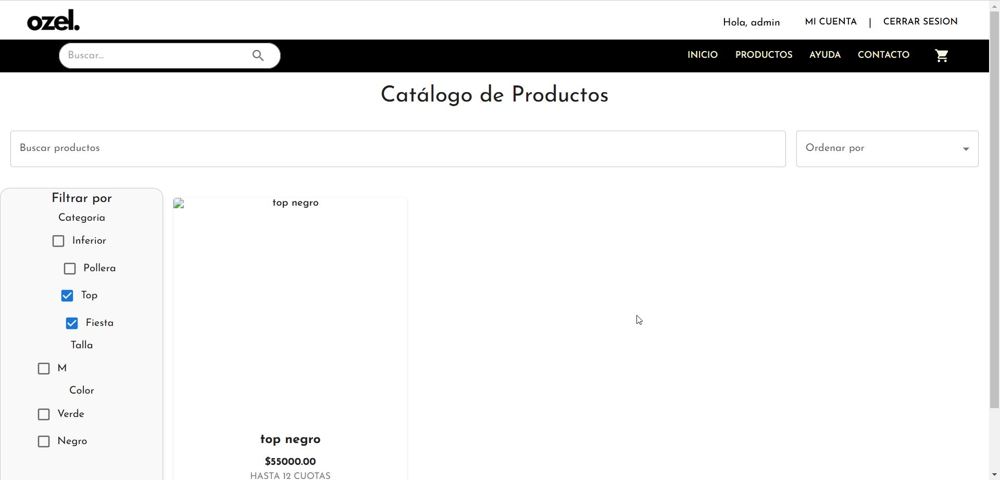 ozel.
Hola, admin MI CUENTA | CERRAR SESION
Buscar... INICIO PRODUCTOS AYUDA CONTACTO
Catálogo de Productos
Buscar productos Ordenar por
Filtrar por
Categoría
Inferior
Pollera
Top
Fiesta
Talla
M
Color
Verde
Negro
top negro
top negro
$55000.00
HASTA 12 CUOTAS